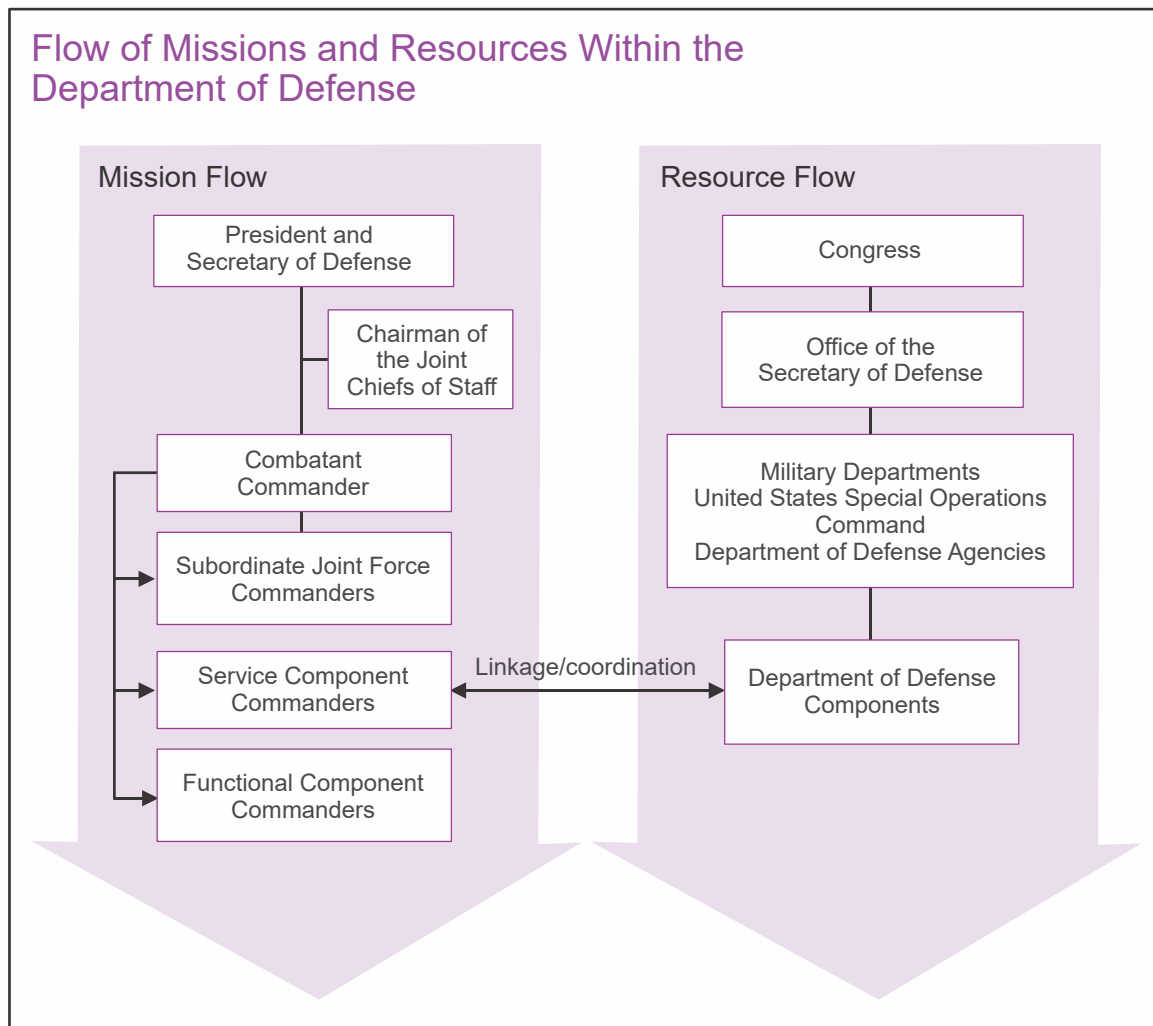 Flow of Missions and Resources Within the
Department of Defense
Mission Flow
President and
Secretary of Defense
Chairman of
the Joint
Chiefs of Staff
Combatant
Commander
Subordinate Joint Force
Commanders
Service Component
Commanders
Functional Component
Commanders
Linkage/coordination
Resource Flow
Congress
Office of the
Secretary of Defense
Military Departments
United States Special Operations
Command
Department of Defense Agencies
Department of Defense
Components